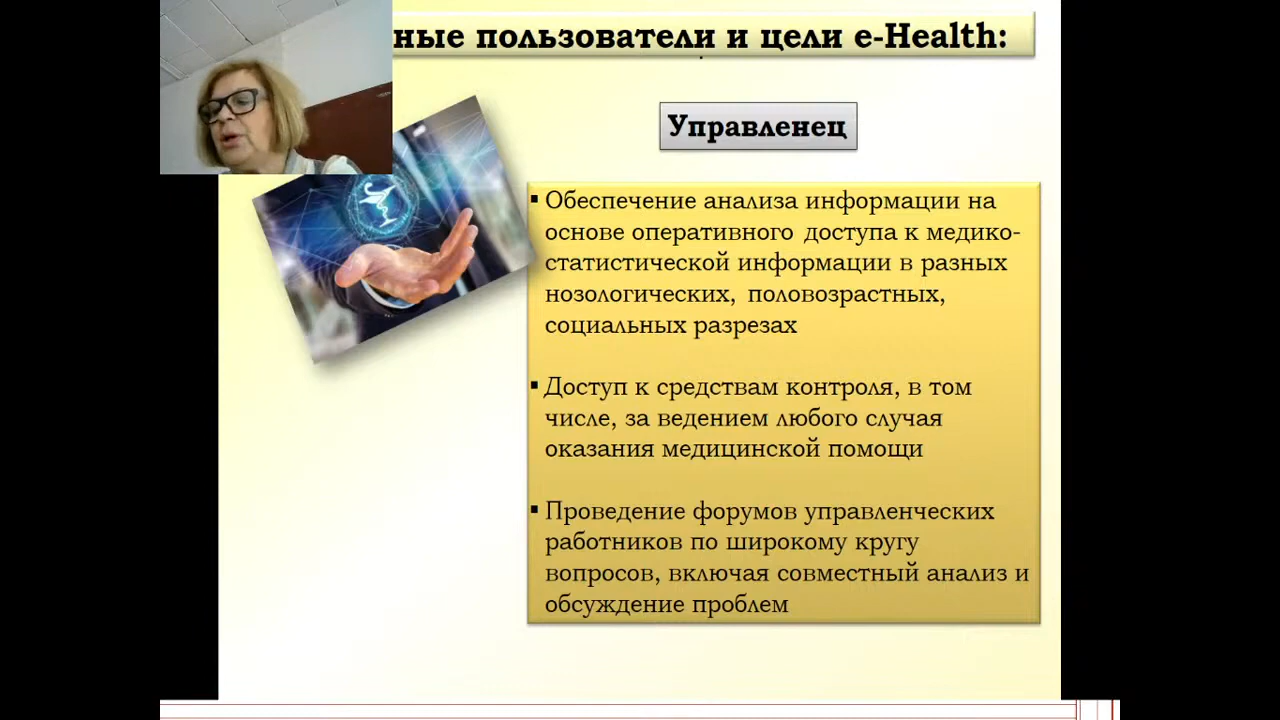 ные пользователи и цели e-Health:
Управленец
▪ Обеспечение анализа информации на
основе оперативного доступа к медико-
статистической информации в разных
нозологических, половозрастных,
социальных разрезах
▪ Доступ к средствам контроля, в том
числе, за ведением любого случая
оказания медицинской помощи
▪ Проведение форумов управленческих
работников по широкому кругу
вопросов, включая совместный анализ и
обсуждение проблем